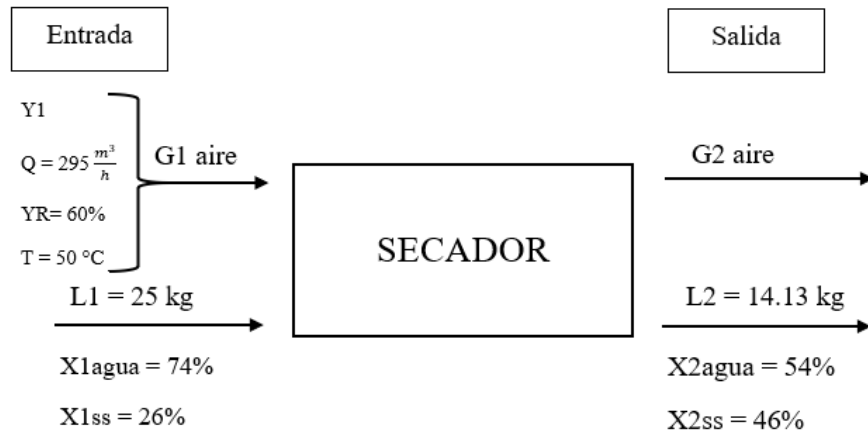 Entrada
Salida
Y1
Q = 295 m³/h
YR= 60%
T = 50 °C
G1 aire
G2 aire
SECADOR
L1 = 25 kg
L2 = 14.13 kg
X1agua = 74%
X1ss = 26%
X2agua = 54%
X2ss = 46%